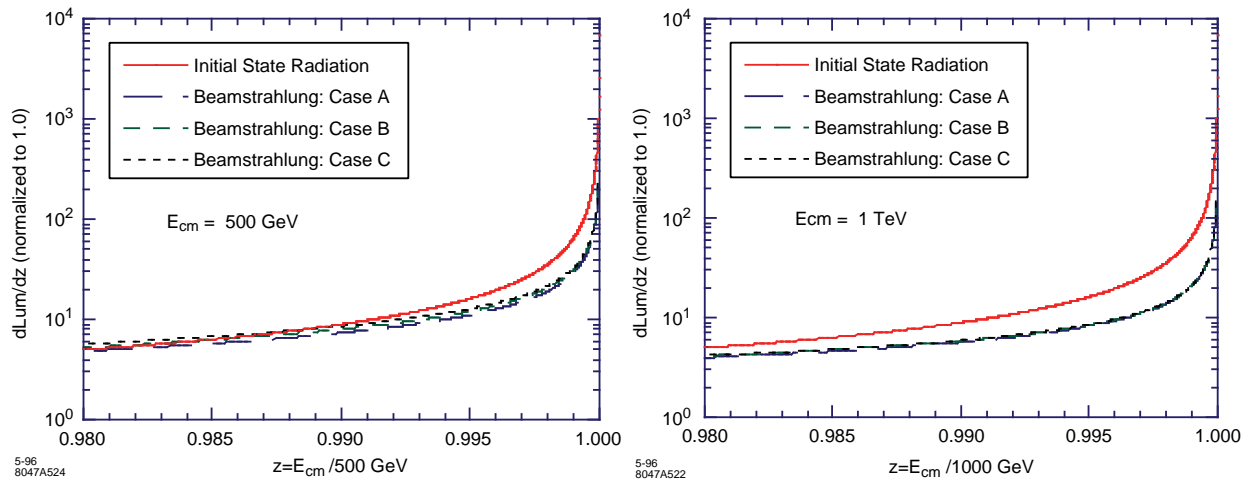 10^4
10^3
10^2
10^1
10^0
dLum/dz (normalized to 1.0)
Initial State Radiation
Beamstrahlung: Case A
Beamstrahlung: Case B
Beamstrahlung: Case C
E_cm = 500 GeV
0.980 0.985 0.990 0.995 1.000
z=E_cm /500 GeV
5-96
8047A524
10^4
10^3
10^2
10^1
10^0
dLum/dz (normalized to 1.0)
Initial State Radiation
Beamstrahlung: Case A
Beamstrahlung: Case B
Beamstrahlung: Case C
Ecm = 1 TeV
0.980 0.985 0.990 0.995 1.000
z=E_cm /1000 GeV
5-96
8047A522